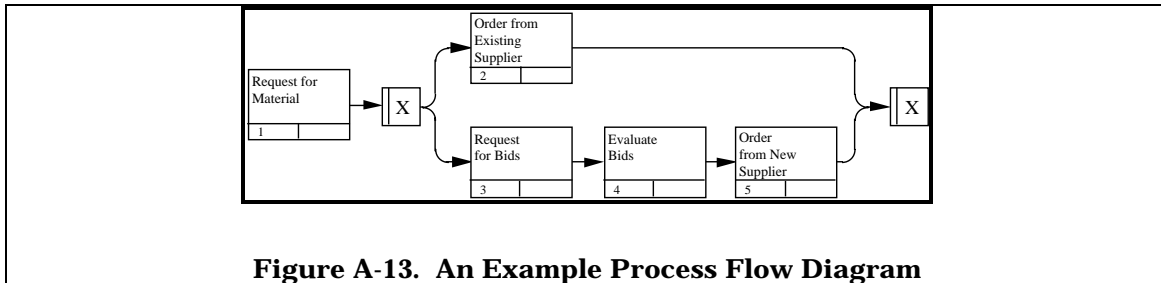 Order from
Existing
Supplier
2
Request for
Material
1
X
X
Request
for Bids
3
Evaluate
Bids
4
Order
from New
Supplier
5
Figure A-13. An Example Process Flow Diagram